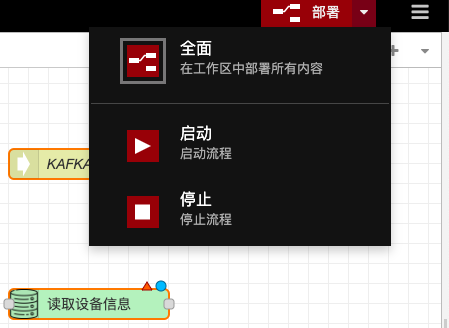 部署
全面
在工作区中部署所有内容
启动
启动流程
KAFKA
停止
停止流程
读取设备信息